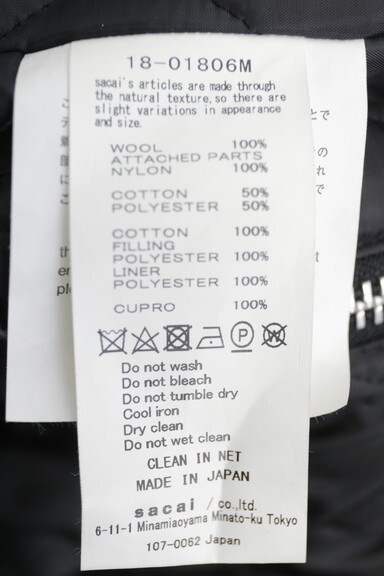 18-01806M
sacai's articles are made through
the natural texture, so there are
slight variations in appearance
and size.
WOOL 100%
ATTACHED PARTS
NYLON 100%
COTTON 50%
POLYESTER 50%
COTTON 100%
FILLING
POLYESTER 100%
LINER
POLYESTER 100%
CUPRO 100%
P
W
Do not wash
Do not bleach
Do not tumble dry
Cool iron
Dry clean
Do not wet clean
CLEAN IN NET
MADE IN JAPAN
sacai / co.,ltd.
6-11-1 Minamiaoyama Minato-ku Tokyo
107-0062 Japan